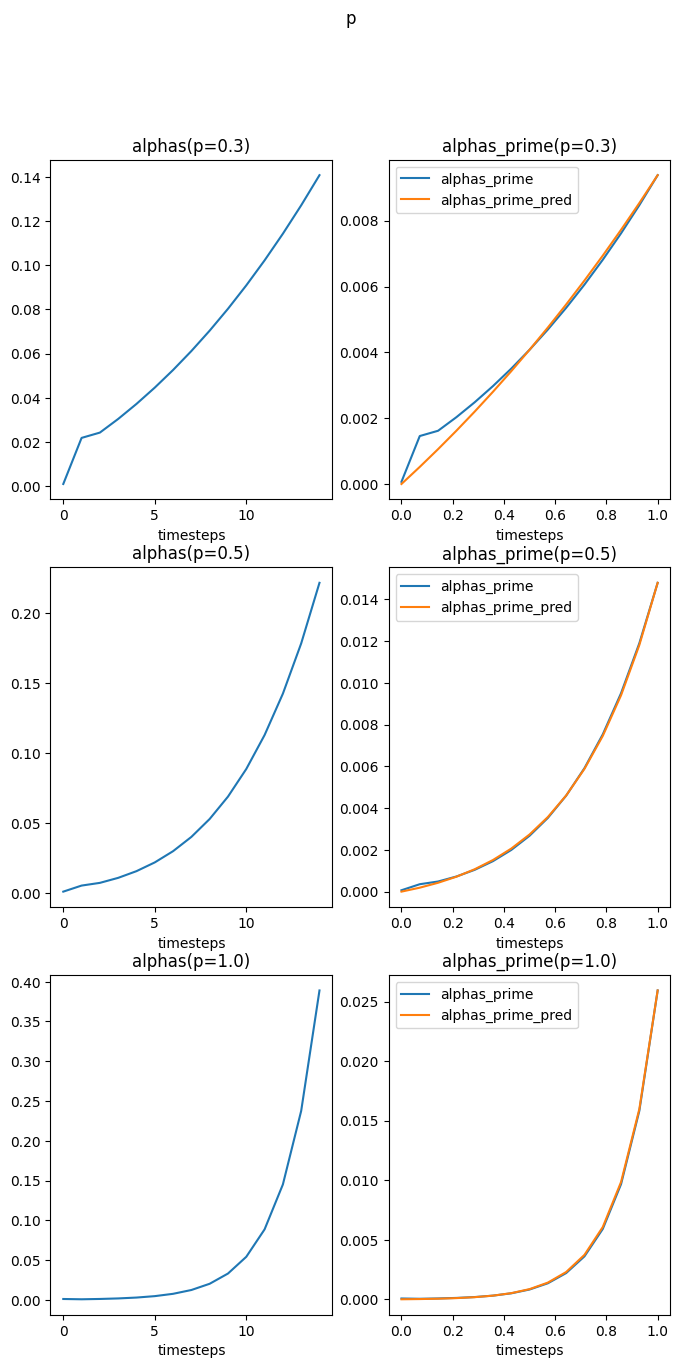 p
alphas(p=0.3)
0.14
0.12
0.10
0.08
0.06
0.04
0.02
0.00
0 5 10
timesteps
alphas_prime(p=0.3)
alphas_prime
alphas_prime_pred
0.008
0.006
0.004
0.002
0.000
0.0 0.2 0.4 0.6 0.8 1.0
timesteps
alphas(p=0.5)
0.20
0.15
0.10
0.05
0.00
0 5 10
timesteps
alphas_prime(p=0.5)
alphas_prime
alphas_prime_pred
0.014
0.012
0.010
0.008
0.006
0.004
0.002
0.000
0.0 0.2 0.4 0.6 0.8 1.0
timesteps
alphas(p=1.0)
0.40
0.35
0.30
0.25
0.20
0.15
0.10
0.05
0.00
0 5 10
timesteps
alphas_prime(p=1.0)
alphas_prime
alphas_prime_pred
0.025
0.020
0.015
0.010
0.005
0.000
0.0 0.2 0.4 0.6 0.8 1.0
timesteps